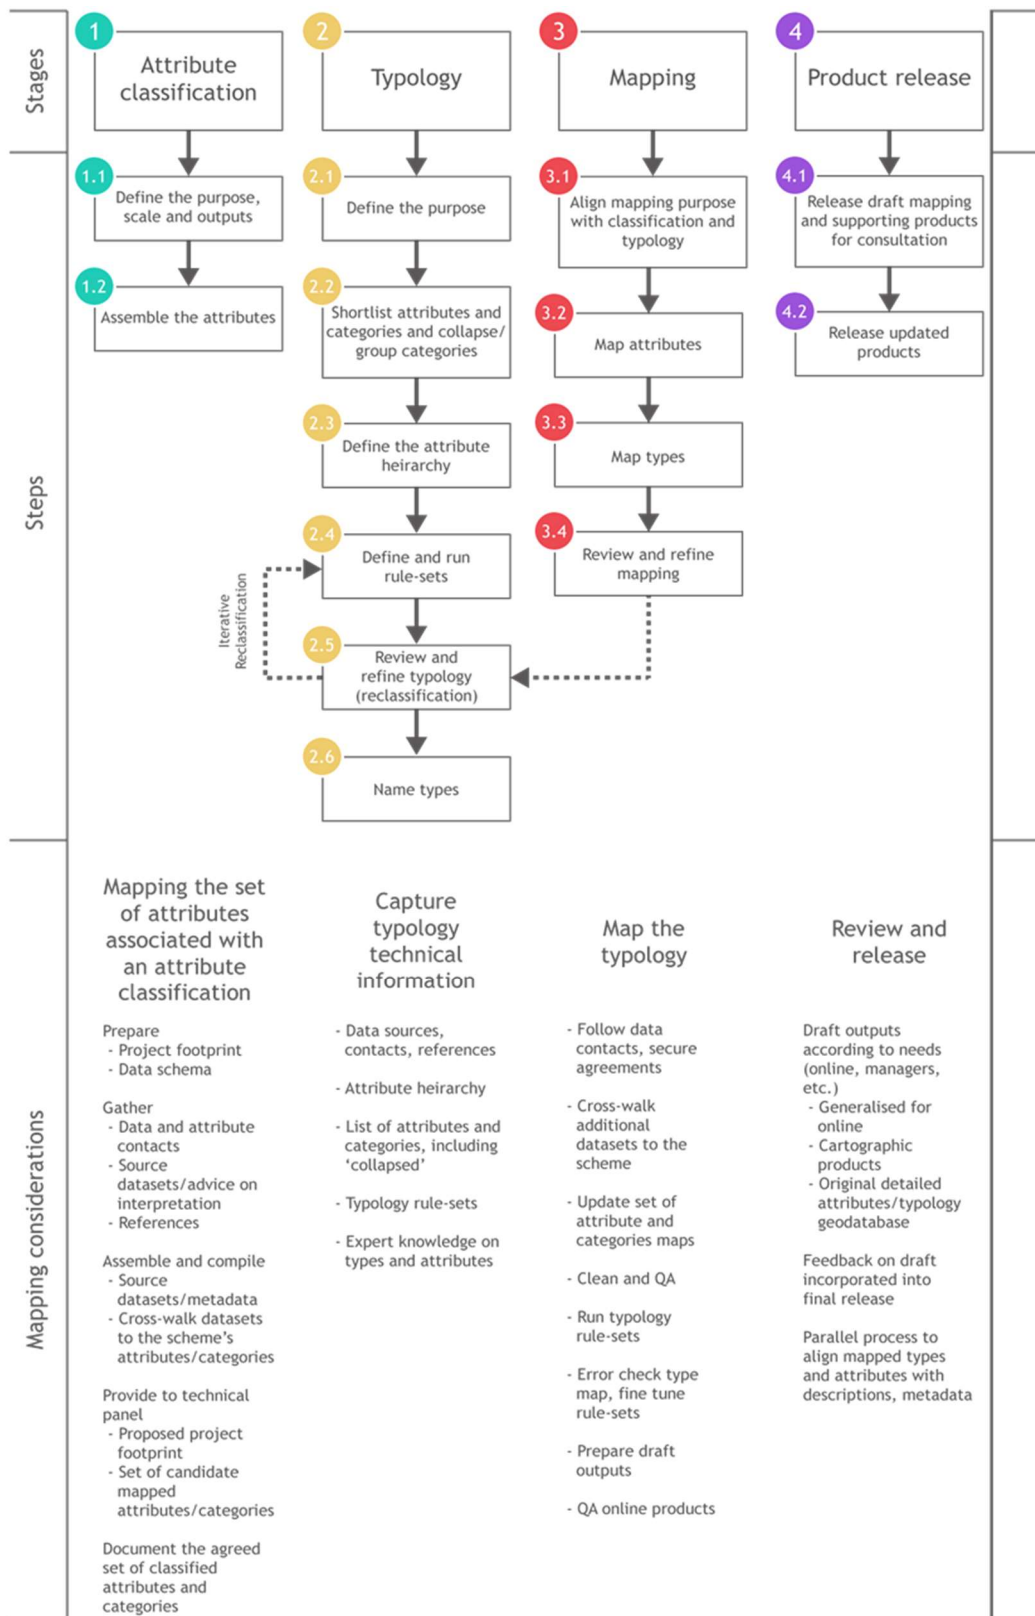 Stages
1
Attribute
classification
2
Typology
3
Mapping
4
Product release
Steps
1.1
Define the purpose,
scale and outputs
1.2
Assemble the attributes
2.1
Define the purpose
2.2
Shortlist attributes and
categories and collapse/
group categories
2.3
Define the attribute
heirarchy
2.4
Define and run
rule-sets
Iterative
Reclassification
2.5
Review and
refine typology
(reclassification)
2.6
Name types
3.1
Align mapping purpose
with classification and
typology
3.2
Map attributes
3.3
Map types
3.4
Review and refine
mapping
4.1
Release draft mapping
and supporting products
for consultation
4.2
Release updated
products
Mapping considerations
Mapping the set
of attributes
associated with
an attribute
classification
Prepare
- Project footprint
- Data schema
Gather
- Data and attribute
contacts
- Source
datasets/advice on
interpretation
- References
Assemble and compile
- Source
datasets/metadata
- Cross-walk datasets
to the scheme's
attributes/categories
Provide to technical
panel
- Proposed project
footprint
- Set of candidate
mapped
attributes/categories
Document the agreed
set of classified
attributes and
categories
Capture
typology
technical
information
- Data sources,
contacts, references
- Attribute heirarchy
- List of attributes and
categories, including
'collapsed'
- Typology rule-sets
- Expert knowledge on
types and attributes
Map the
typology
- Follow data
contacts, secure
agreements
- Cross-walk
additional
datasets to the
scheme
- Update set of
attribute and
categories maps
- Clean and QA
- Run typology
rule-sets
- Error check type
map, fine tune
rule-sets
- Prepare draft
outputs
- QA online products
Review and
release
Draft outputs
according to needs
(online, managers,
etc.)
- Generalised for
online
- Cartographic
products
- Original detailed
attributes/typology
geodatabase
Feedback on draft
incorporated into
final release
Parallel process to
align mapped types
and attributes with
descriptions, metadata